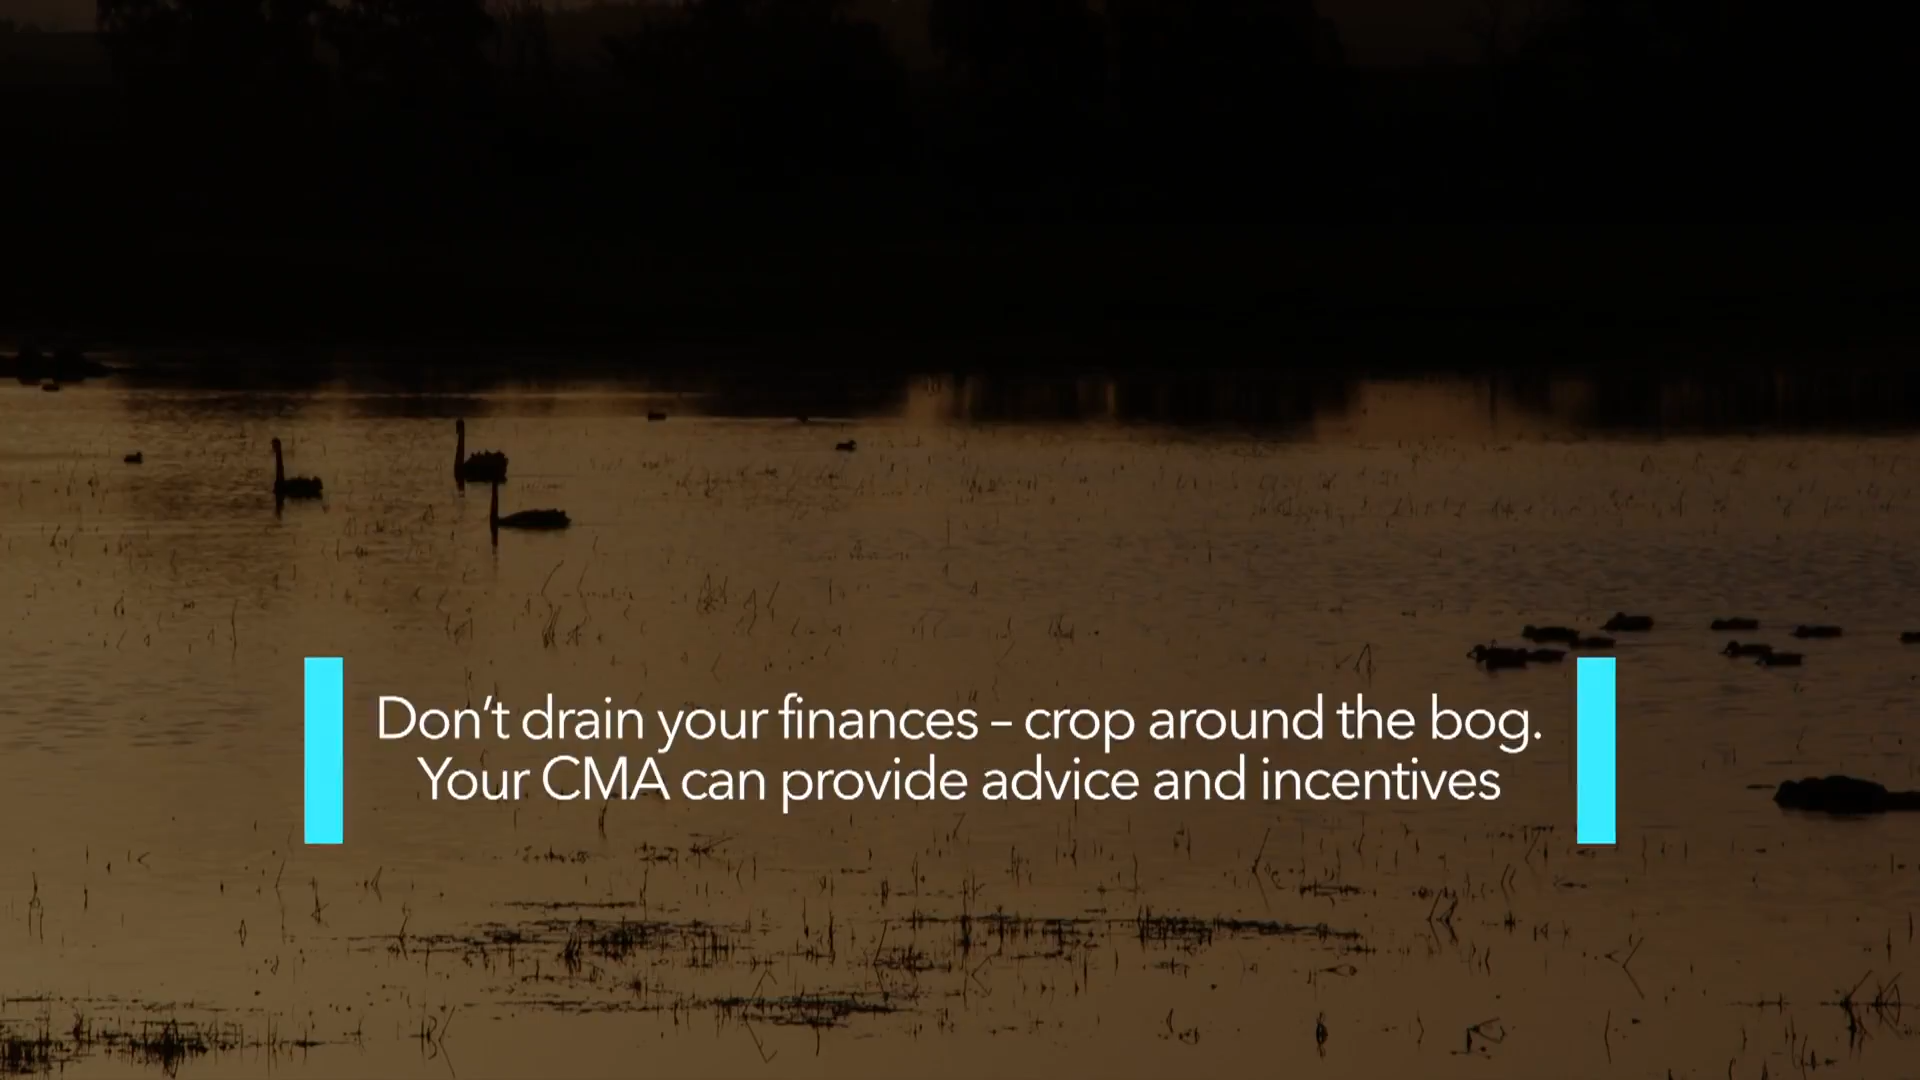 Don't drain your finances – crop around the bog.
Your CMA can provide advice and incentives